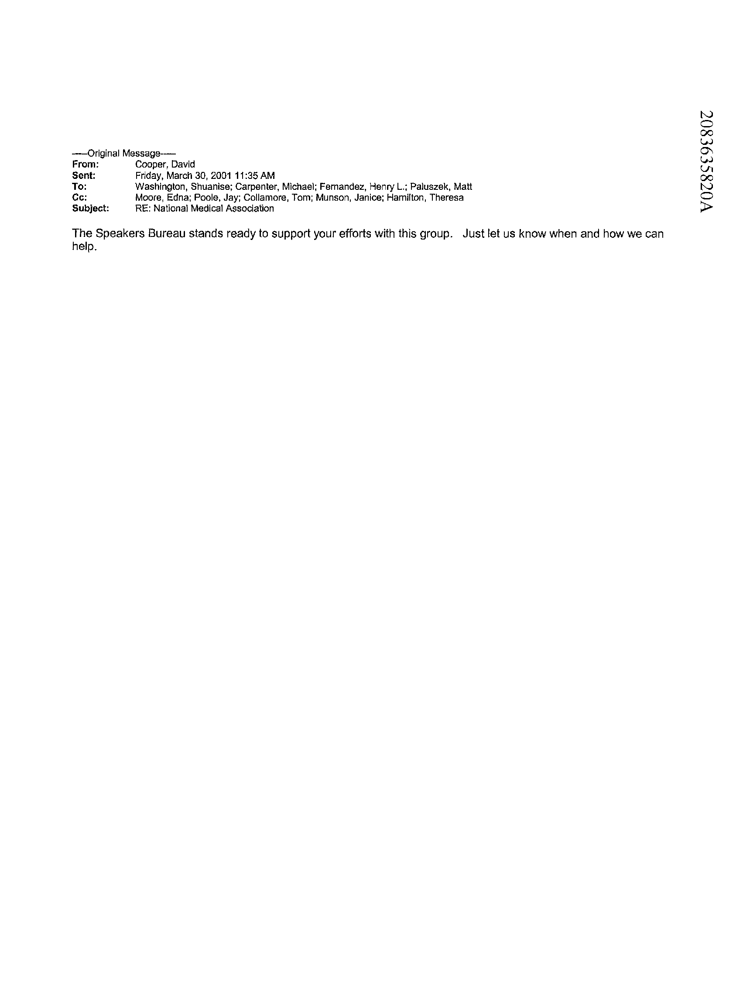 -----Original Message-----
From: Cooper, David
Sent: Friday, March 30, 2001 11:35 AM
To: Washington, Shuanise; Carpenter, Michael; Fernandez, Henry L.; Paluszek, Matt
Cc: Moore, Edna; Poole, Jay; Collamore, Tom; Munson, Janice; Hamilton, Theresa
Subject: RE: National Medical Association
The Speakers Bureau stands ready to support your efforts with this group. Just let us know when and how we can
help.
2083635820A